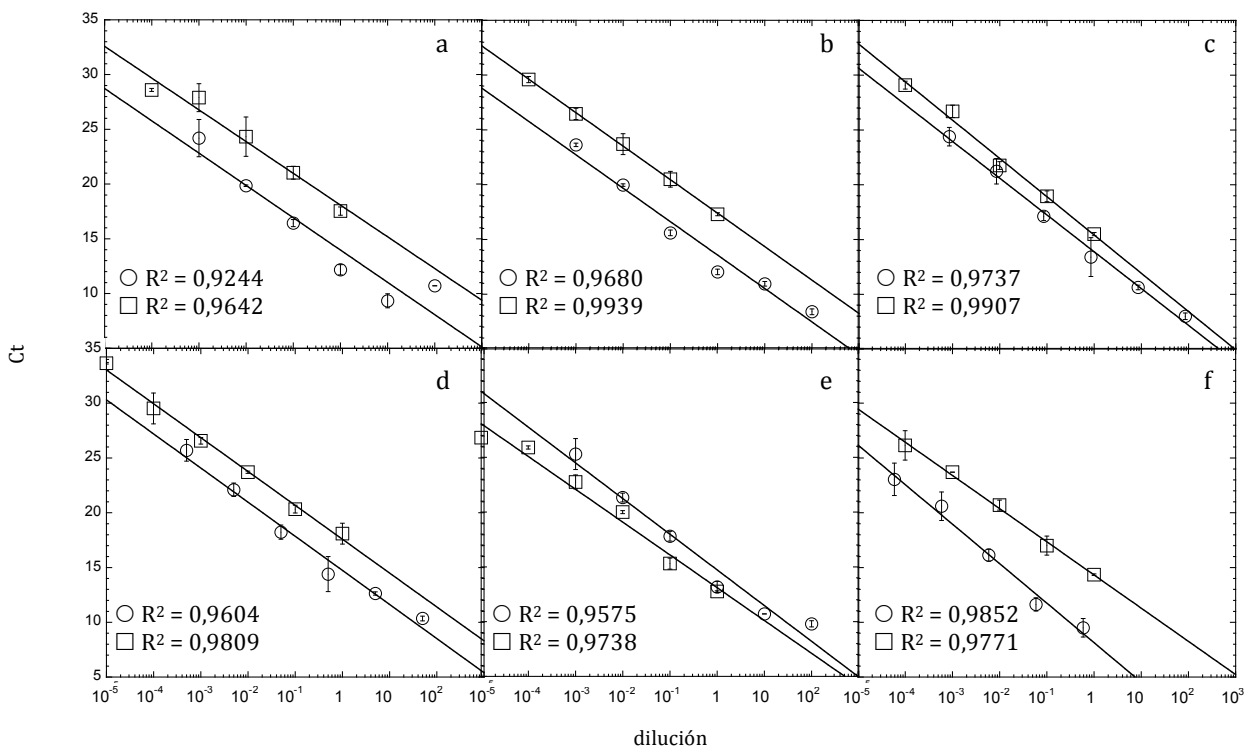 35
a
b
c
30
25
20
15
○ R² = 0,9244
□ R² = 0,9642
○ R² = 0,9680
□ R² = 0,9939
○ R² = 0,9737
□ R² = 0,9907
10
Ct
35
d
e
f
30
25
20
15
10
○ R² = 0,9604
□ R² = 0,9809
○ R² = 0,9575
□ R² = 0,9738
○ R² = 0,9852
□ R² = 0,9771
5
10⁻⁵ 10⁻⁴ 10⁻³ 10⁻² 10⁻¹ 1 10 10² 10⁻⁵ 10⁻⁴ 10⁻³ 10⁻² 10⁻¹ 1 10 10² 10⁻⁵ 10⁻⁴ 10⁻³ 10⁻² 10⁻¹ 1 10 10² 10³
dilución